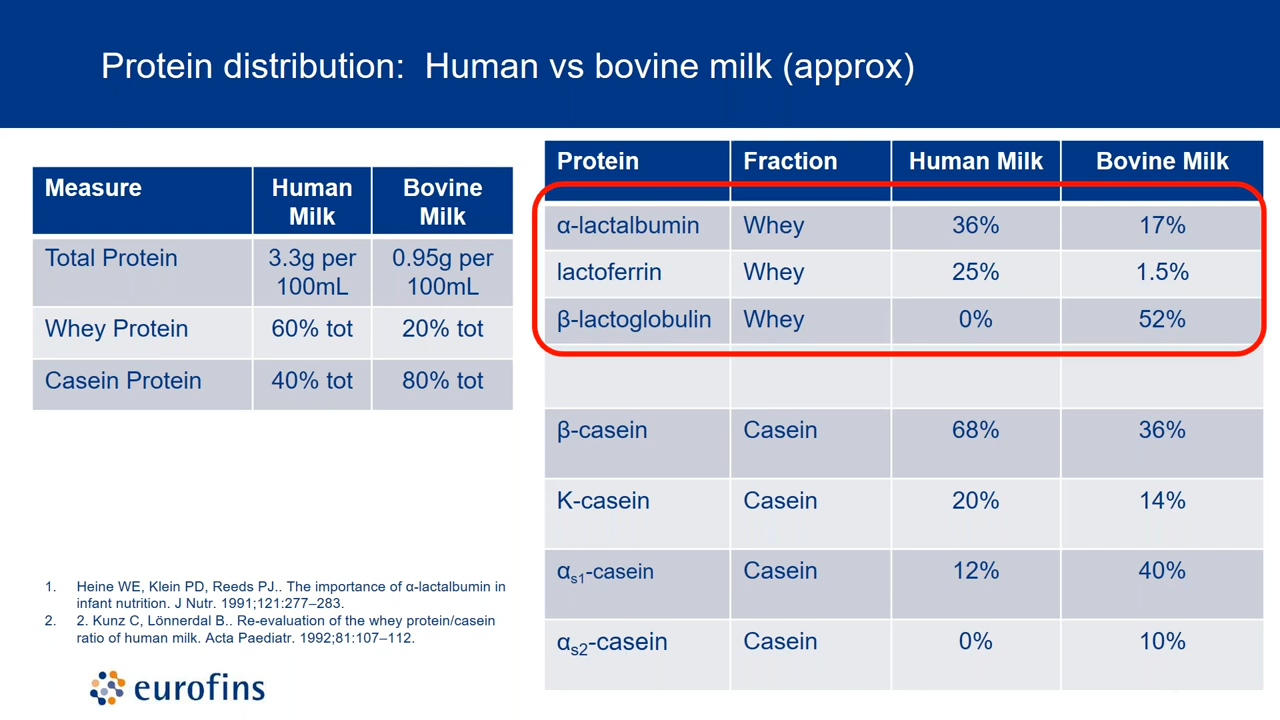 Protein distribution:  Human vs bovine milk (approx)
Measure
Human
Milk
Bovine
Milk
Total Protein
3.3g per
100mL
0.95g per
100mL
Whey Protein
60% tot
20% tot
Casein Protein
40% tot
80% tot
Protein
Fraction
Human Milk
Bovine Milk
α-lactalbumin
Whey
36%
17%
lactoferrin
Whey
25%
1.5%
β-lactoglobulin
Whey
0%
52%
β-casein
Casein
68%
36%
K-casein
Casein
20%
14%
αs1-casein
Casein
12%
40%
αs2-casein
Casein
0%
10%
1. Heine WE, Klein PD, Reeds PJ.. The importance of α-lactalbumin in
infant nutrition. J Nutr. 1991;121:277–283.
2. 2. Kunz C, Lönnerdal B.. Re-evaluation of the whey protein/casein
ratio of human milk. Acta Paediatr. 1992;81:107–112.
eurofins